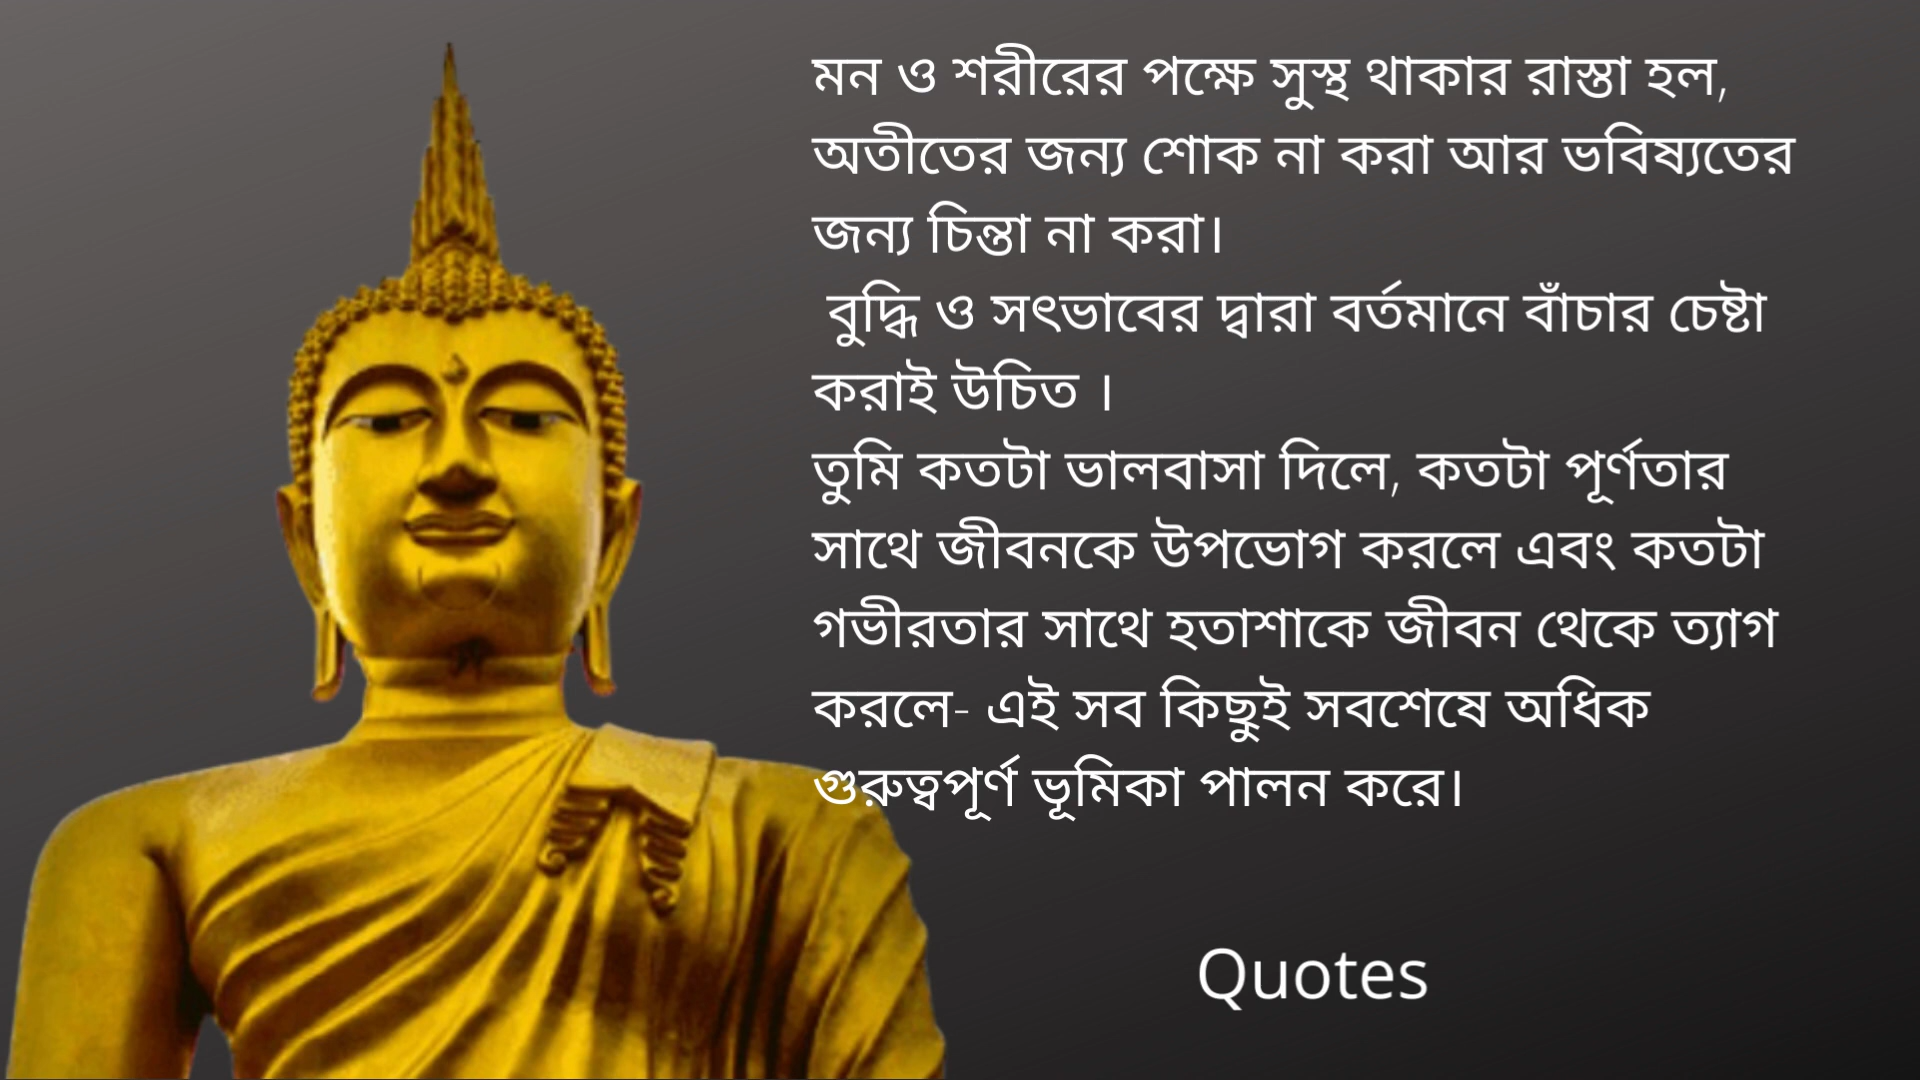 মন ও শরীরের পক্ষে সুস্থ থাকার রাস্তা হল,
অতীতের জন্য শোক না করা আর ভবিষ্যতের
জন্য চিন্তা না করা।
বুদ্ধি ও সৎভাবের দ্বারা বর্তমানে বাঁচার চেষ্টা
করাই উচিত ।
তুমি কতটা ভালবাসা দিলে, কতটা পূর্ণতার
সাথে জীবনকে উপভোগ করলে এবং কতটা
গভীরতার সাথে হতাশাকে জীবন থেকে ত্যাগ
করলে- এই সব কিছুই সবশেষে অধিক
গুরুত্বপূর্ণ ভূমিকা পালন করে।
Quotes